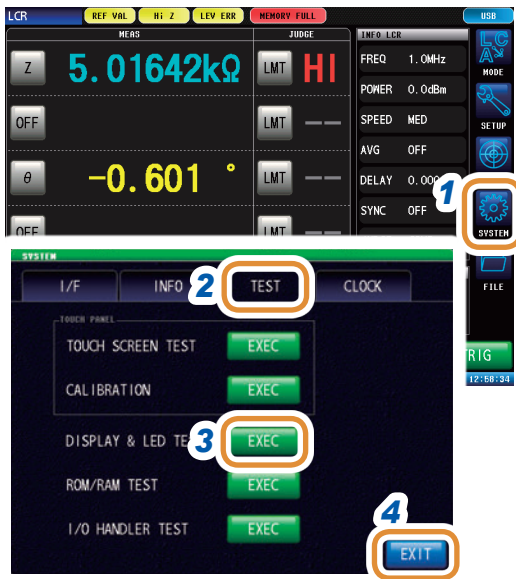 LCR REF VAL Hi Z LEV ERR MEMORY FULL USB
MEAS JUDGE INFO LCR
Z 5.01642kΩ LMT HI FREQ 1.0MHz
MODE
POWER 0.0dBm
OFF LMT -- SPEED MED
SETUP
AVG OFF
θ -0.601 ° LMT -- DELAY 0.000
1
SYNC OFF
SYSTEM
OFF LMT
SYSTEM
I/F INFO 2 TEST CLOCK
FILE
TOUCH PANEL
TOUCH SCREEN TEST EXEC
RIG
12:58:34
CALIBRATION EXEC
DISPLAY & LED TE 3 EXEC
ROM/RAM TEST EXEC
4
I/O HANDLER TEST EXEC
EXIT